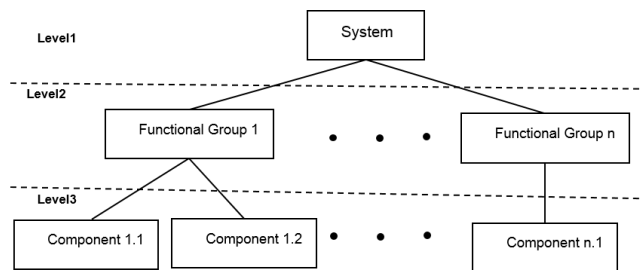 Level1
System
Level2
Functional Group 1
Functional Group n
Level3
Component 1.1
Component 1.2
Component n.1